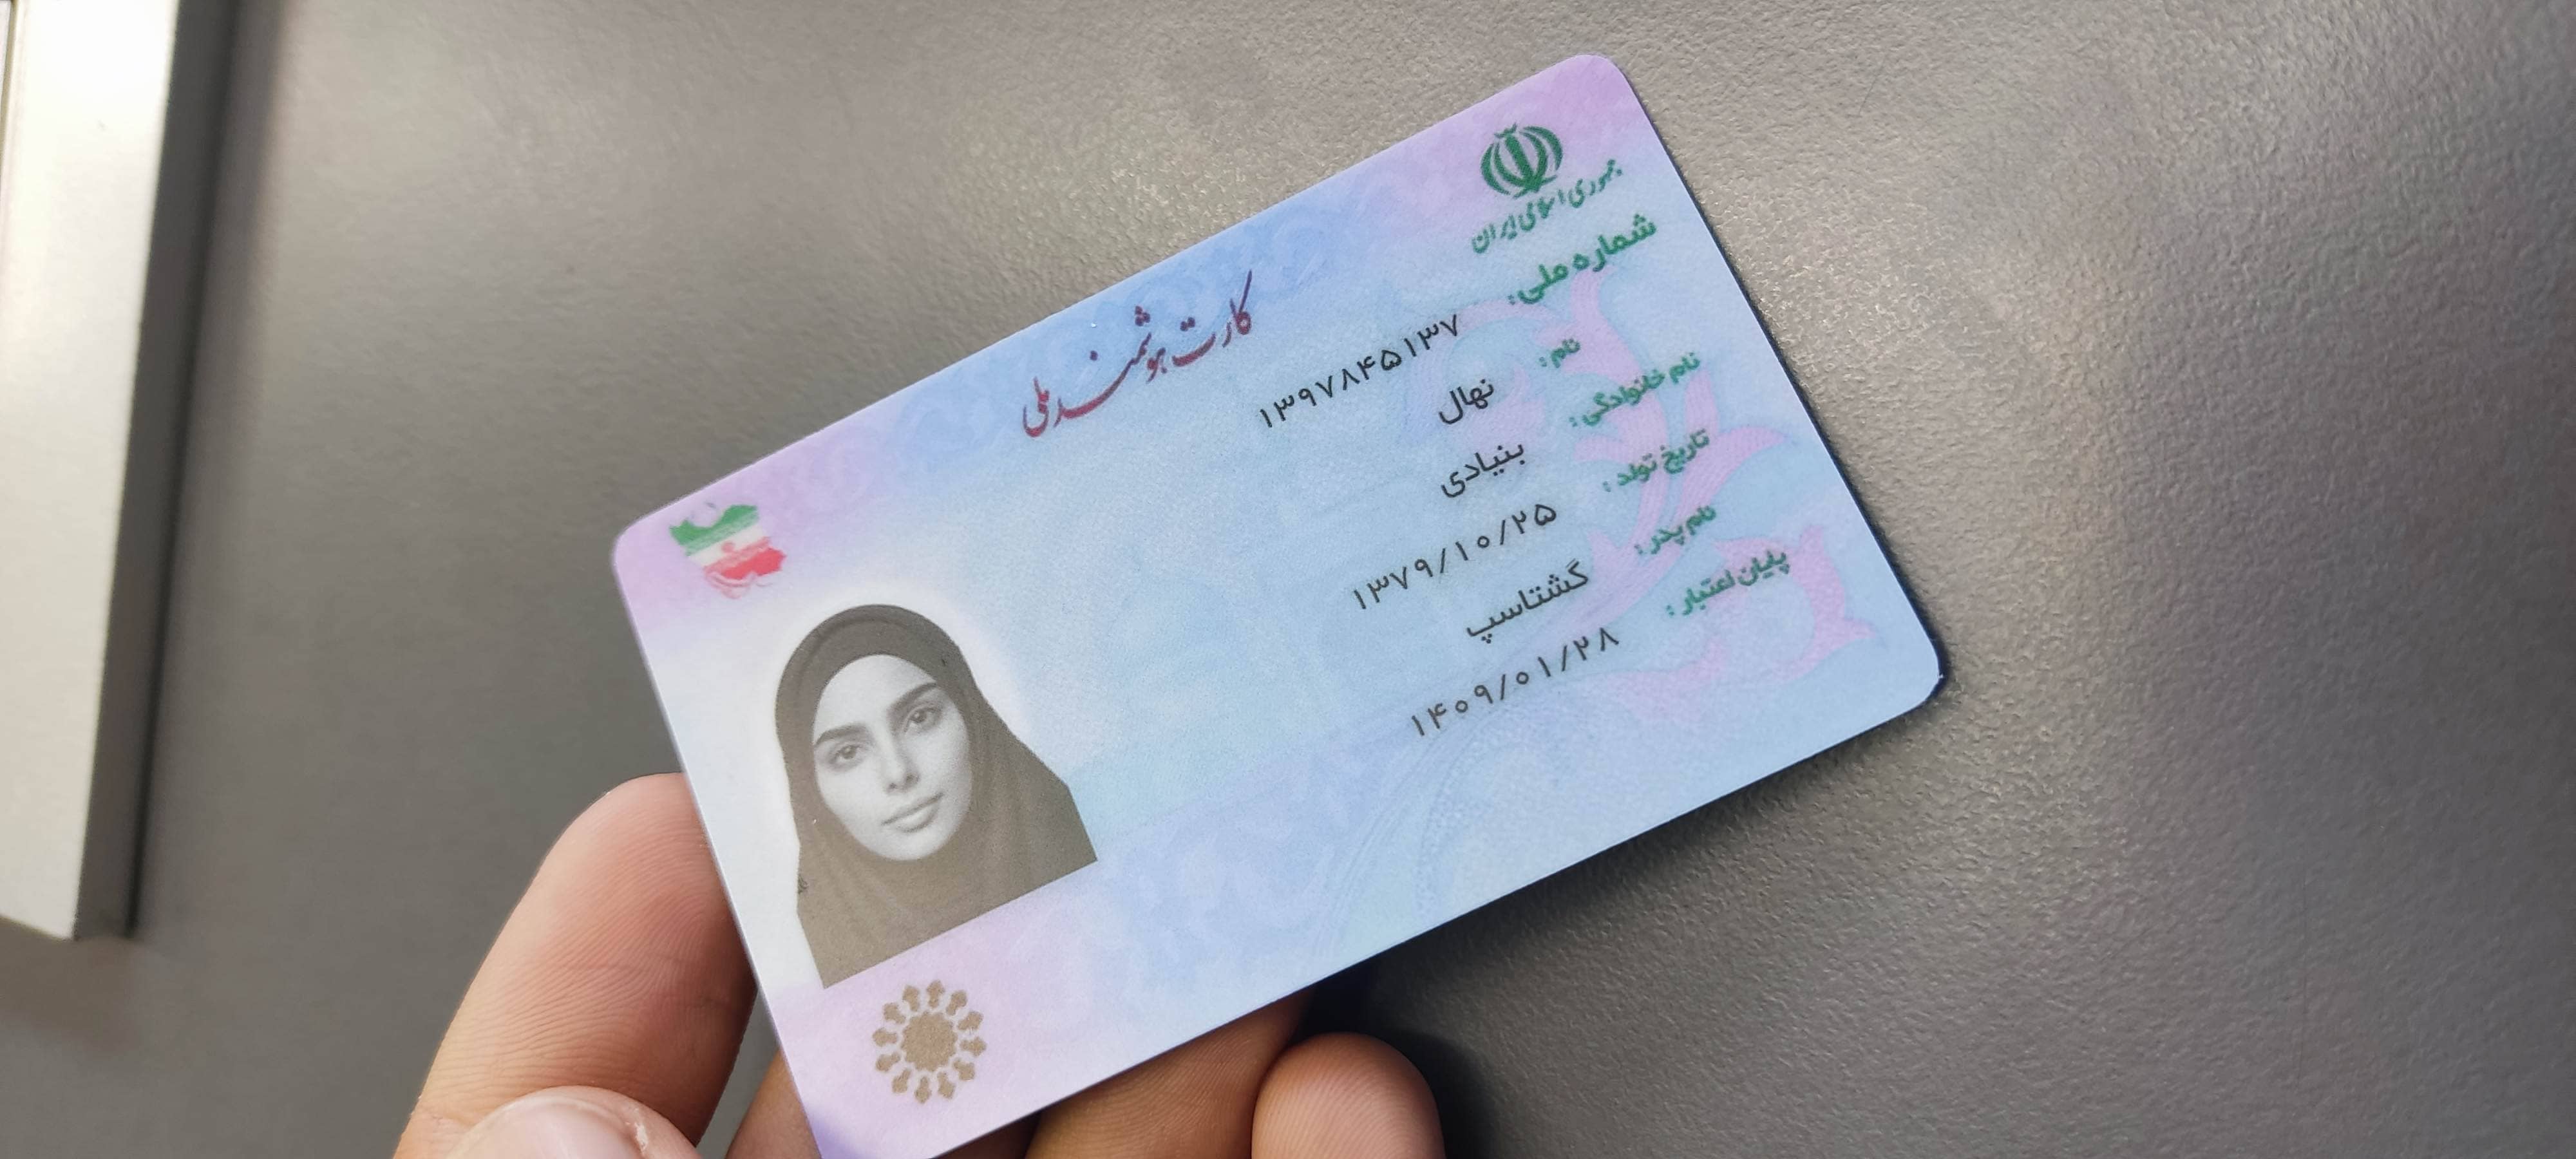 جمهوری اسلامی ایران
کارت هوشمند ملی
شماره ملی:
۱۳۹۷۸۴۵۱۳۷
نام: نهال
نام خانوادگی: بنیادی
تاریخ تولد: ۱۳۷۹/۱۰/۲۵
نام پدر: گشتاسپ
پایان اعتبار: ۱۴۰۹/۰۱/۲۸